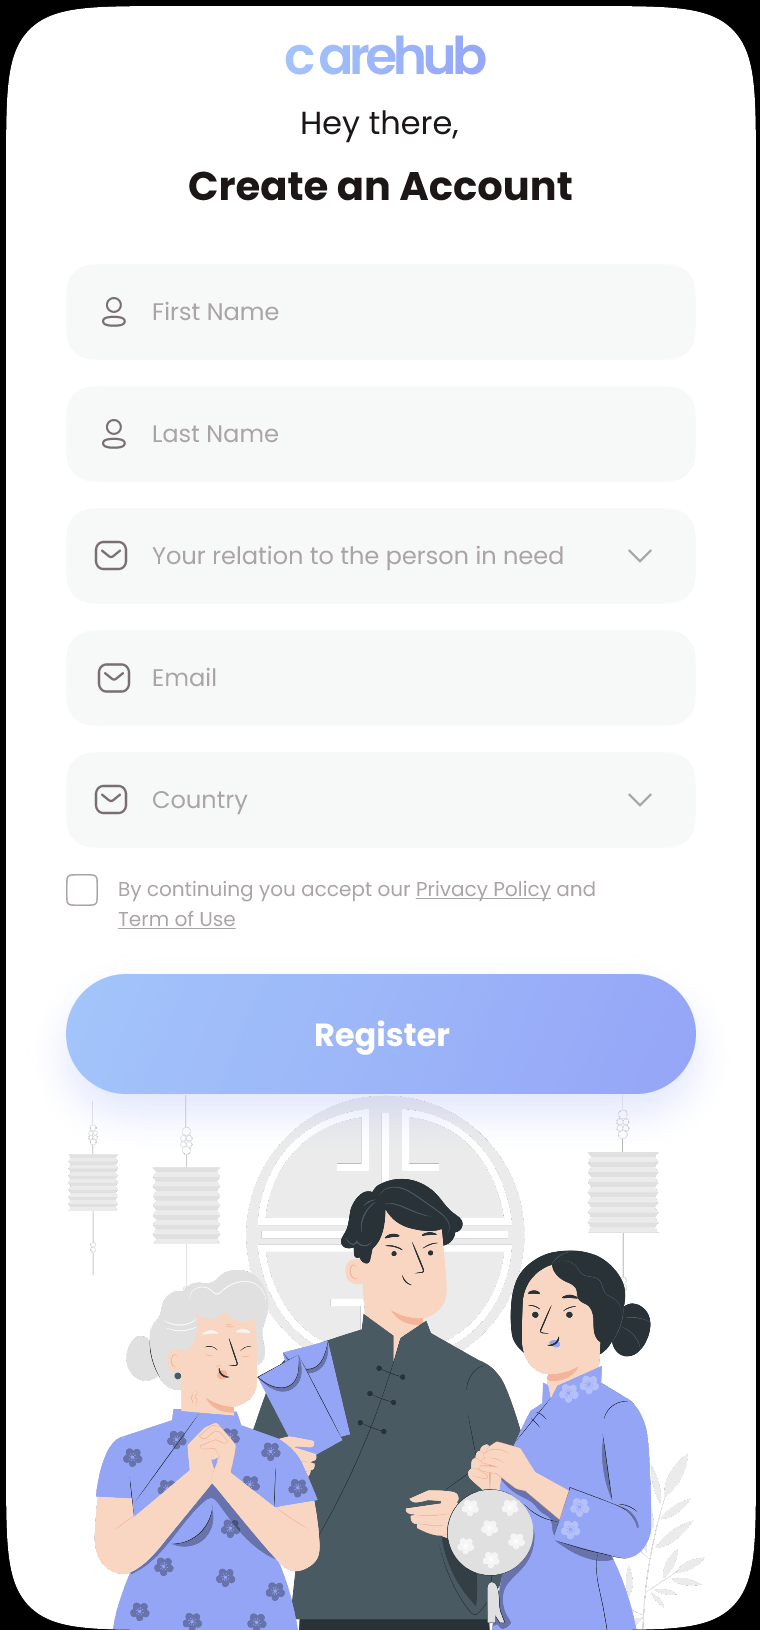 carehub
Hey there,
Create an Account
First Name
Last Name
Your relation to the person in need
Email
Country
By continuing you accept our Privacy Policy and
Term of Use
Register